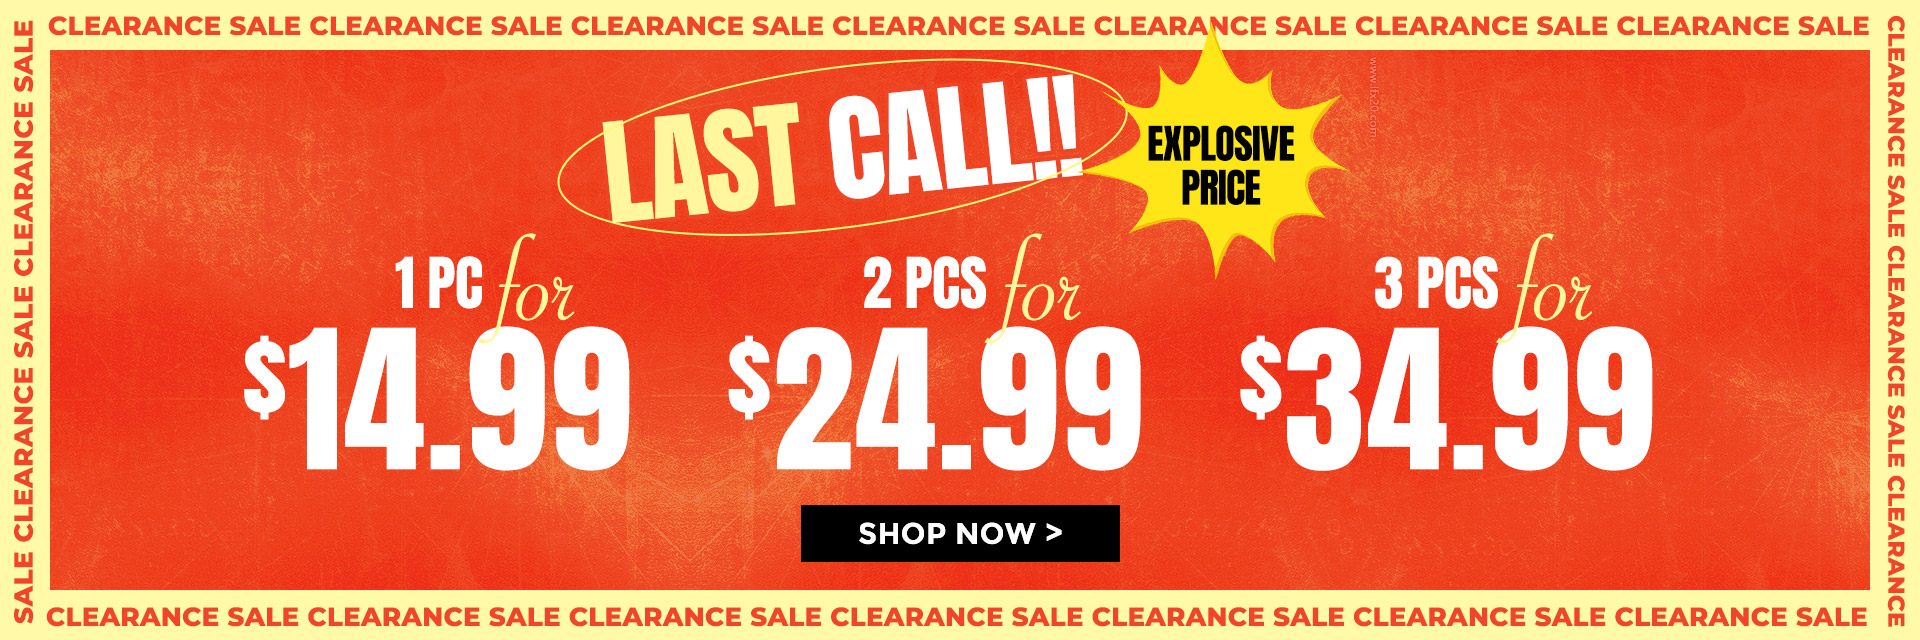 CLEARANCE SALE CLEARANCE SALE CLEARANCE SALE CLEARANCE SALE CLEARANCE SALE CLEARANCE SALE CLEARANCE SALE
SALE CLEARANCE SALE CLEARANCE SALE
LAST CALL!!
EXPLOSIVE
PRICE
1 PC for
$14.99
2 PCS for
$24.99
3 PCS for
$34.99
SHOP NOW >
CLEARANCE SALE CLEARANCE SALE CLEARANCE SALE CLEARANCE
CLEARANCE SALE CLEARANCE SALE CLEARANCE SALE CLEARANCE SALE CLEARANCE SALE CLEARANCE SALE CLEARANCE SALE